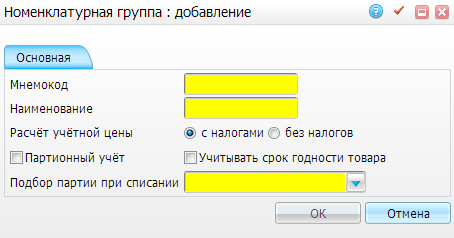 Номенклатурная группа : добавление
Основная
Мнемокод
Наименование
Расчёт учётной цены с налогами без налогов
Партионный учёт Учитывать срок годности товара
Подбор партии при списании
OK Отмена